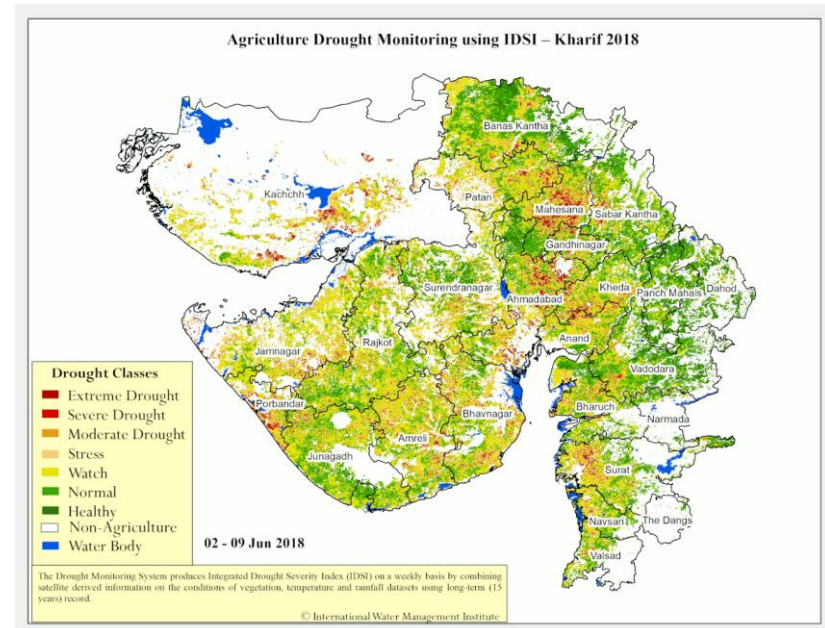 Agriculture Drought Monitoring using IDSI – Kharif 2018
Banas Kantha
Kachchh
Patan
Mahesana
Sabar Kantha
Gandhinagar
Surendranagar
Ahmadabad
Kheda
Panch Mahals
Dahod
Jamnagar
Rajkot
Anand
Vadodara
Porbandar
Bhavnagar
Bharuch
Narmada
Junagadh
Amreli
Surat
Navsari
The Dangs
Valsad
Drought Classes
Extreme Drought
Severe Drought
Moderate Drought
Stress
Watch
Normal
Healthy
Non-Agriculture
Water Body
02 - 09 Jun 2018
The Drought Monitoring System produces Integrated Drought Severity Index (IDSI) on a weekly basis by combining
satellite derived information on the conditions of vegetation, temperature and rainfall datasets using long-term (15
years) record.
© International Water Management Institute